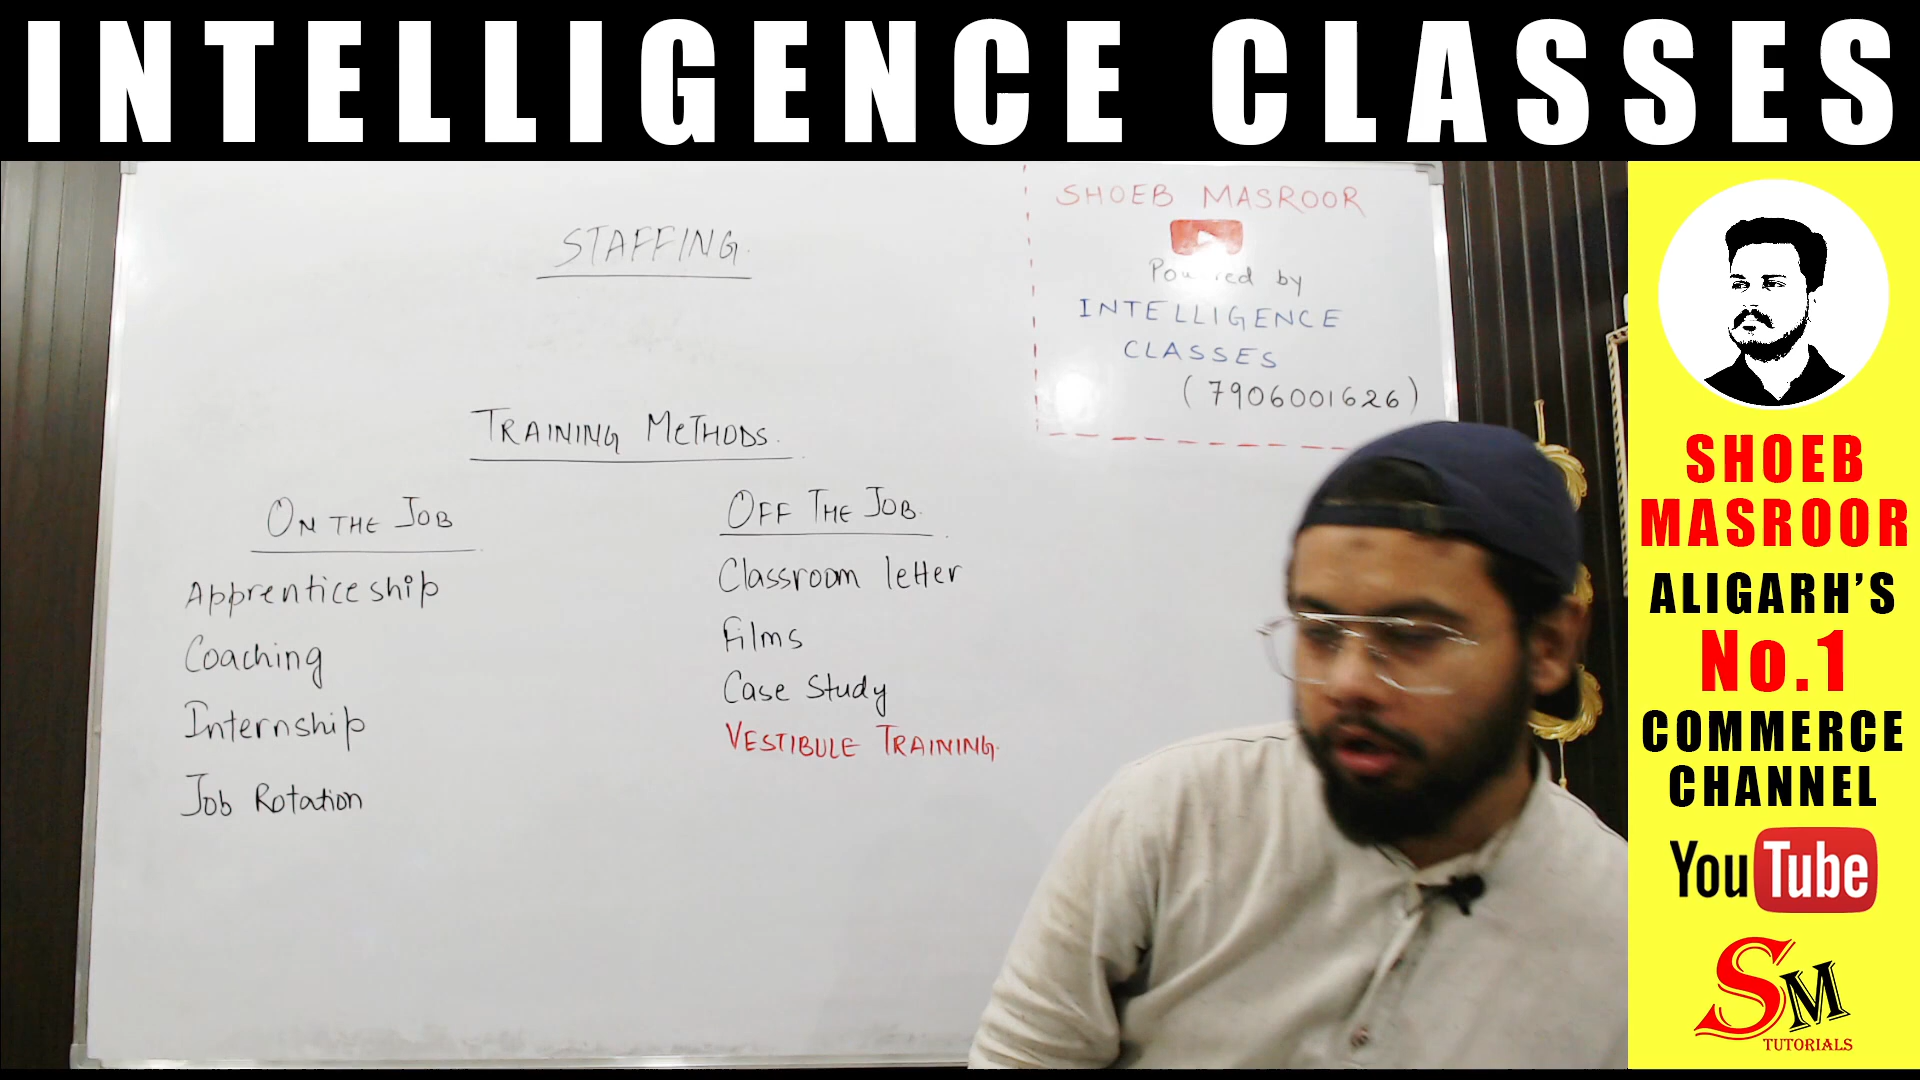 INTELLIGENCE CLASSES
STAFFING.
SHOEB MASROOR
Powered by
INTELLIGENCE
CLASSES
(7906001626)
TRAINING METHODS.
ON THE JOB
Apprenticeship
Coaching
Internship
Job Rotation
OFF THE JOB.
Classroom letter
Films
Case Study
VESTIBULE TRAINING.
SHOEB
MASROOR
ALIGARH'S
No.1
COMMERCE
CHANNEL
YouTube
SM
TUTORIALS